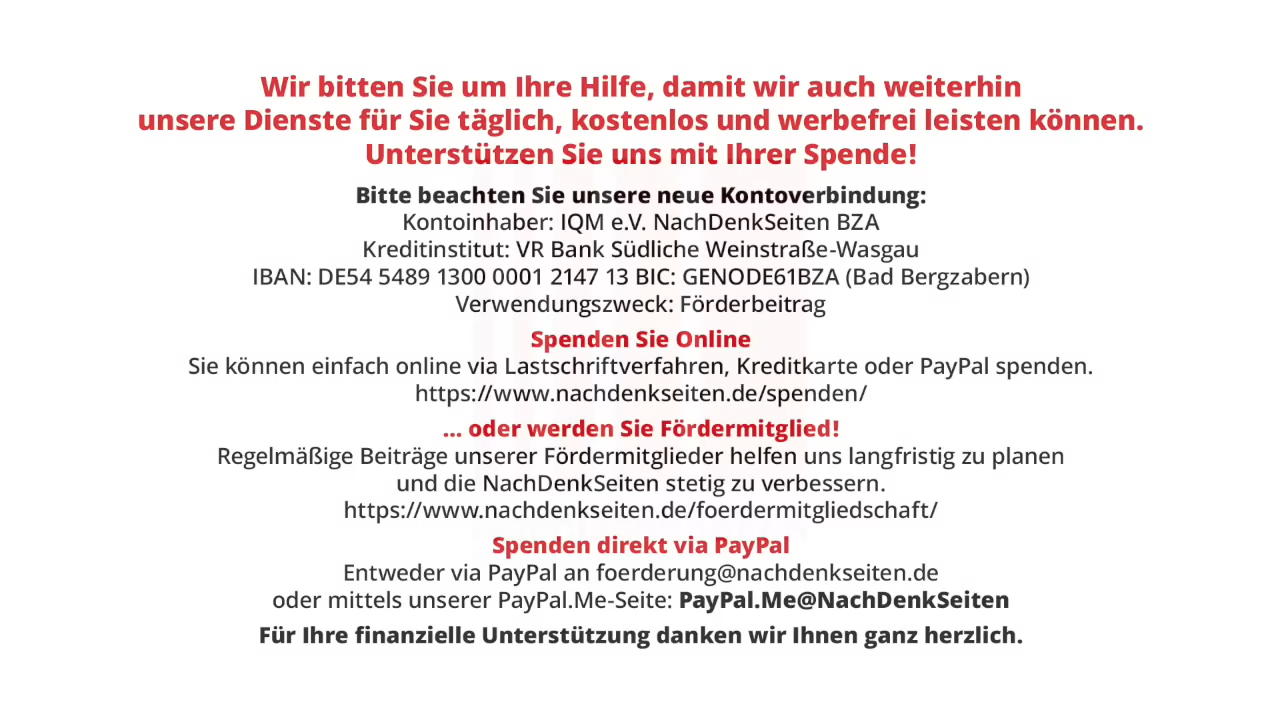 Wir bitten Sie um Ihre Hilfe, damit wir auch weiterhin
unsere Dienste für Sie täglich, kostenlos und werbefrei leisten können.
Unterstützen Sie uns mit Ihrer Spende!
Bitte beachten Sie unsere neue Kontoverbindung:
Kontoinhaber: IQM e.V. NachDenkSeiten BZA
Kreditinstitut: VR Bank Südliche Weinstraße-Wasgau
IBAN: DE54 5489 1300 0001 2147 13 BIC: GENODE61BZA (Bad Bergzabern)
Verwendungszweck: Förderbeitrag
Spenden Sie Online
Sie können einfach online via Lastschriftverfahren, Kreditkarte oder PayPal spenden.
https://www.nachdenkseiten.de/spenden/
... oder werden Sie Fördermitglied!
Regelmäßige Beiträge unserer Fördermitglieder helfen uns langfristig zu planen
und die NachDenkSeiten stetig zu verbessern.
https://www.nachdenkseiten.de/foerdermitgliedschaft/
Spenden direkt via PayPal
Entweder via PayPal an foerderung@nachdenkseiten.de
oder mittels unserer PayPal.Me-Seite: PayPal.Me@NachDenkSeiten
Für Ihre finanzielle Unterstützung danken wir Ihnen ganz herzlich.